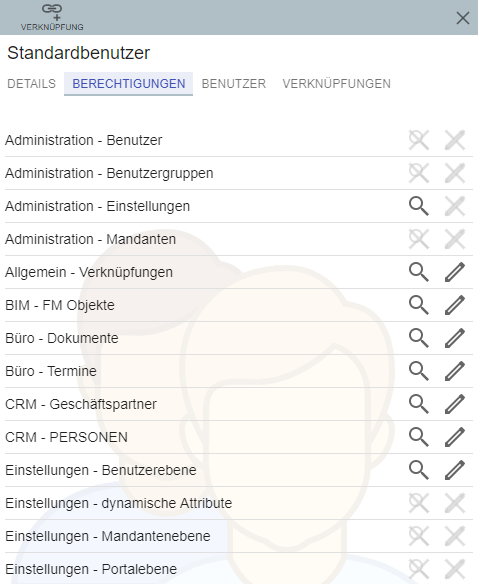 VERKNÜPFUNG
Standardbenutzer
DETAILS BERECHTIGUNGEN BENUTZER VERKNÜPFUNGEN
Administration - Benutzer
Administration - Benutzergruppen
Administration - Einstellungen
Administration - Mandanten
Allgemein - Verknüpfungen
BIM - FM Objekte
Büro - Dokumente
Büro - Termine
CRM - Geschäftspartner
CRM - PERSONEN
Einstellungen - Benutzerebene
Einstellungen - dynamische Attribute
Einstellungen - Mandantenebene
Einstellungen - Portalebene